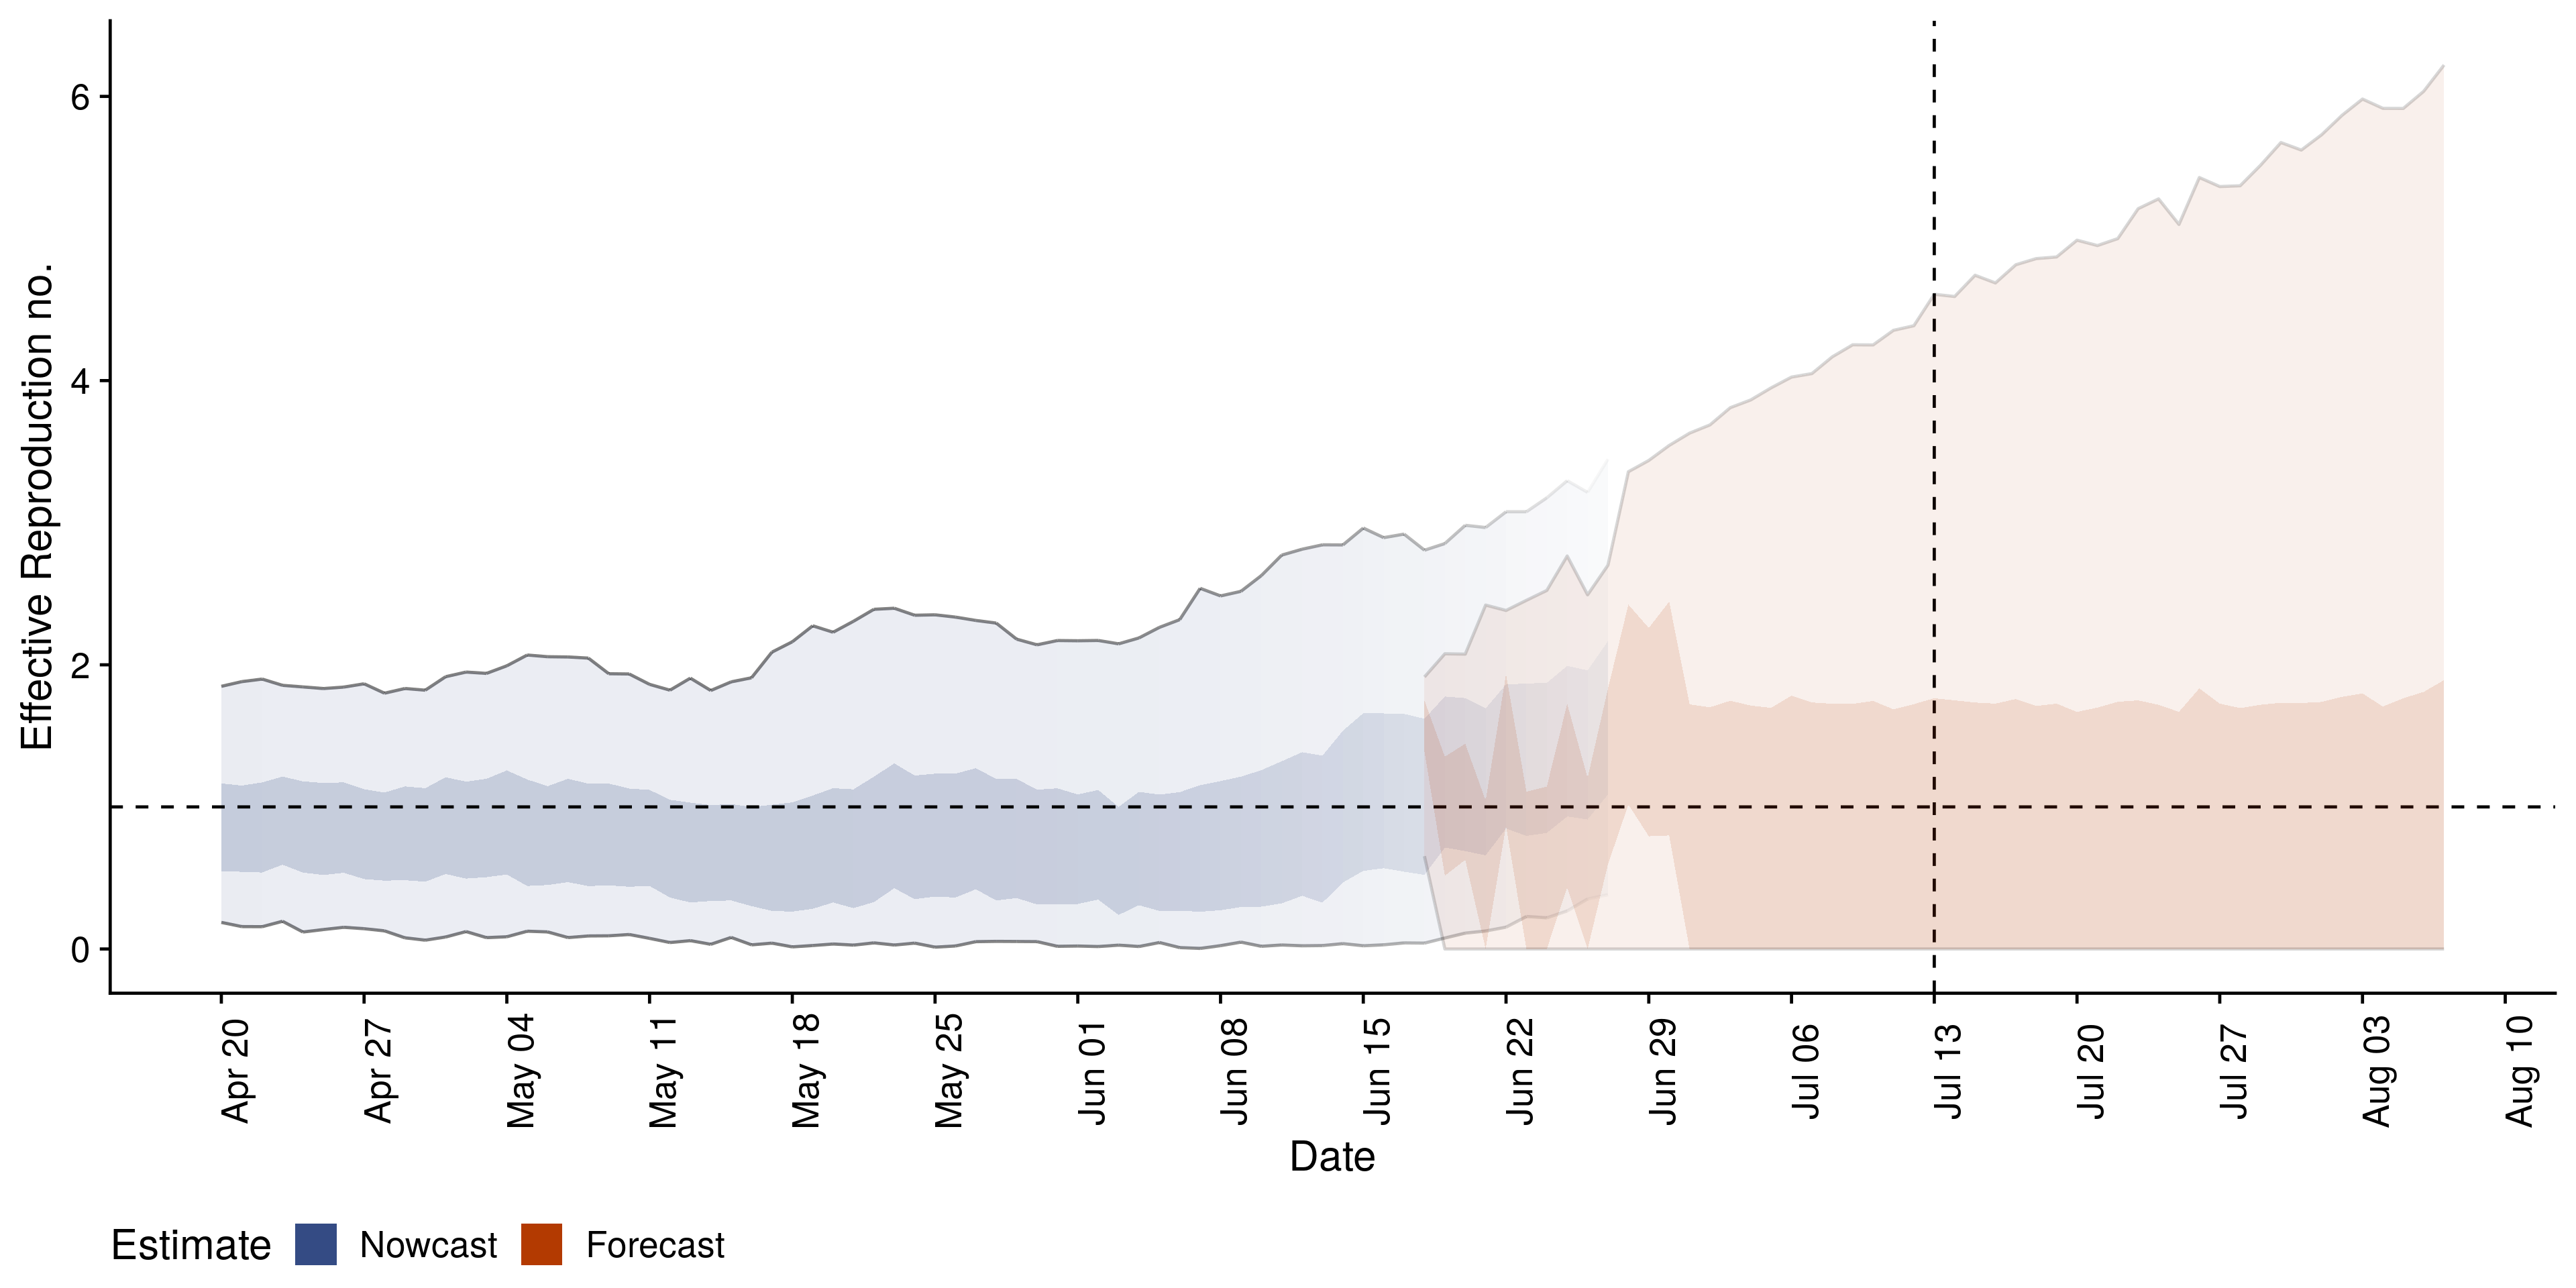 Effective Reproduction no.
6
4
2
0
Apr 20
Apr 27
May 04
May 11
May 18
May 25
Jun 01
Jun 08
Jun 15
Jun 22
Jun 29
Jul 06
Jul 13
Jul 20
Jul 27
Aug 03
Aug 10
Date
Estimate Nowcast Forecast